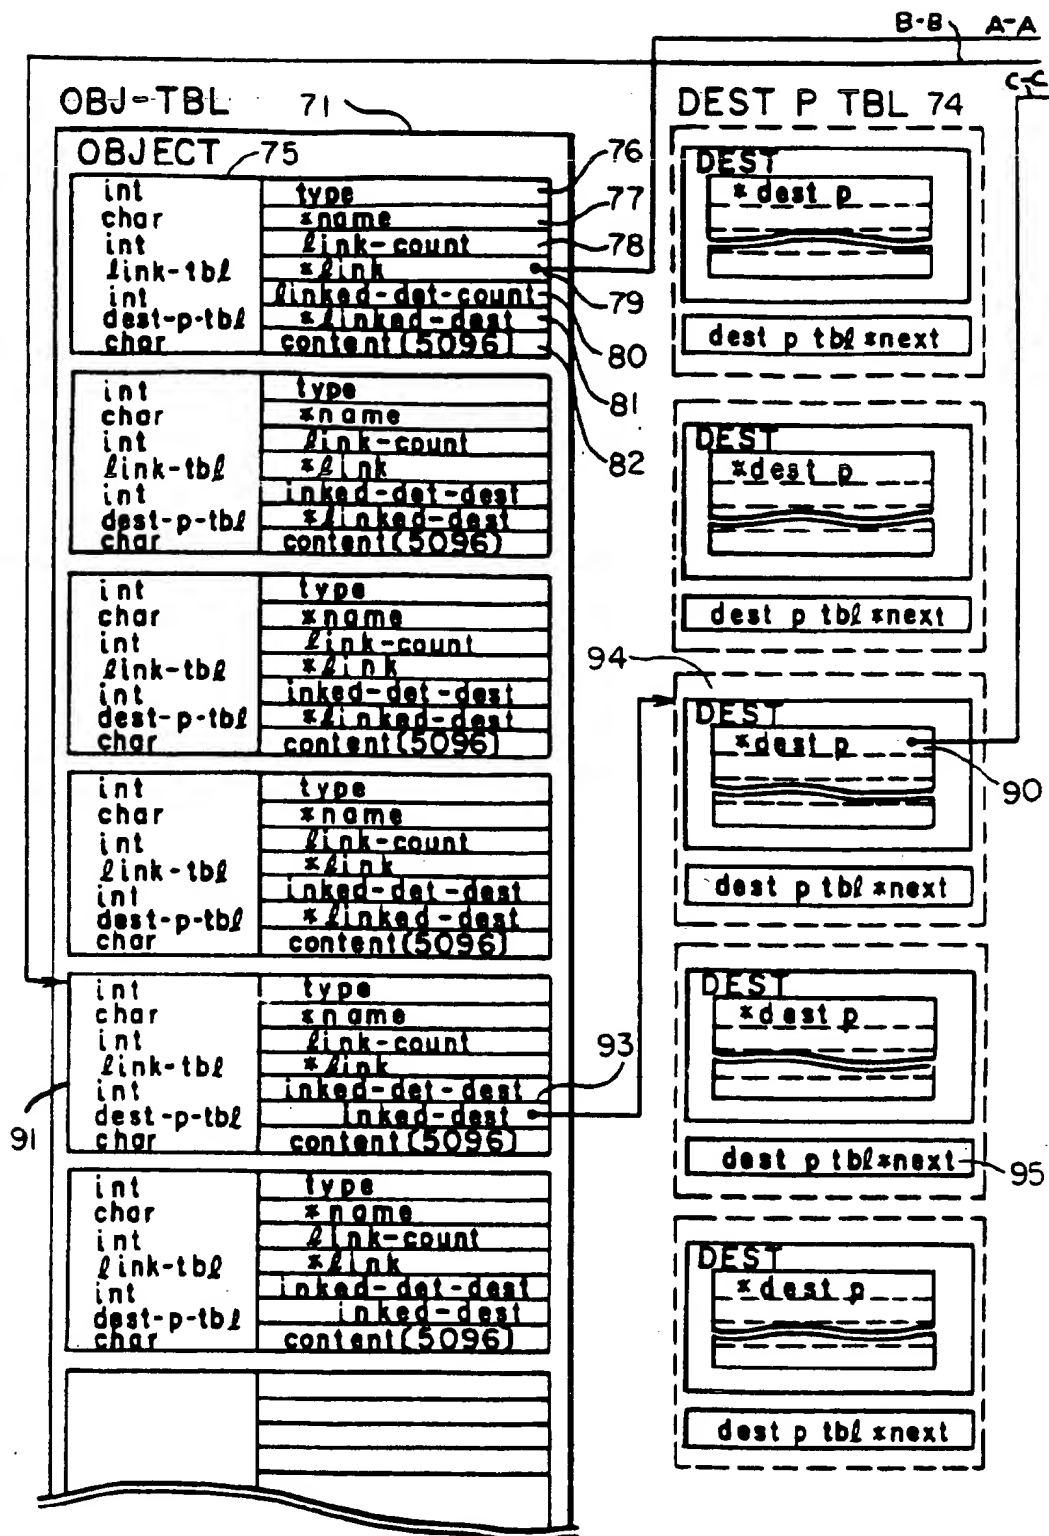 B-B A-A
C-C
OBJ-TBL 71
OBJECT 75
int type 76
char *name 77
int link-count 78
link-tbl *link 79
int linked-det-count 80
dest-p-tbl *linked-dest 81
char content(5096) 82
int type
char *name
int link-count
link-tbl *link
int inked-det-dest
dest-p-tbl *linked-dest
char content(5096)
int type
char *name
int link-count
link-tbl *link
int inked-det-dest
dest-p-tbl *linked-dest
char content(5096)
int type
char *name
int link-count
link-tbl *link
int inked-det-dest
dest-p-tbl *linked-dest
char content(5096)
91
int type
char *name
int link-count
link-tbl *link
int inked-det-dest 93
dest-p-tbl inked-dest
char content(5096)
int type
char *name
int link-count
link-tbl *link
int inked-det-dest
dest-p-tbl inked-dest
char content(5096)
DEST P TBL 74
DEST
*dest p
dest p tbl *next
DEST
*dest p
dest p tbl *next
94
DEST
*dest p
90
dest p tbl *next
DEST
*dest p
dest p tbl *next 95
DEST
*dest p
dest p tbl *next